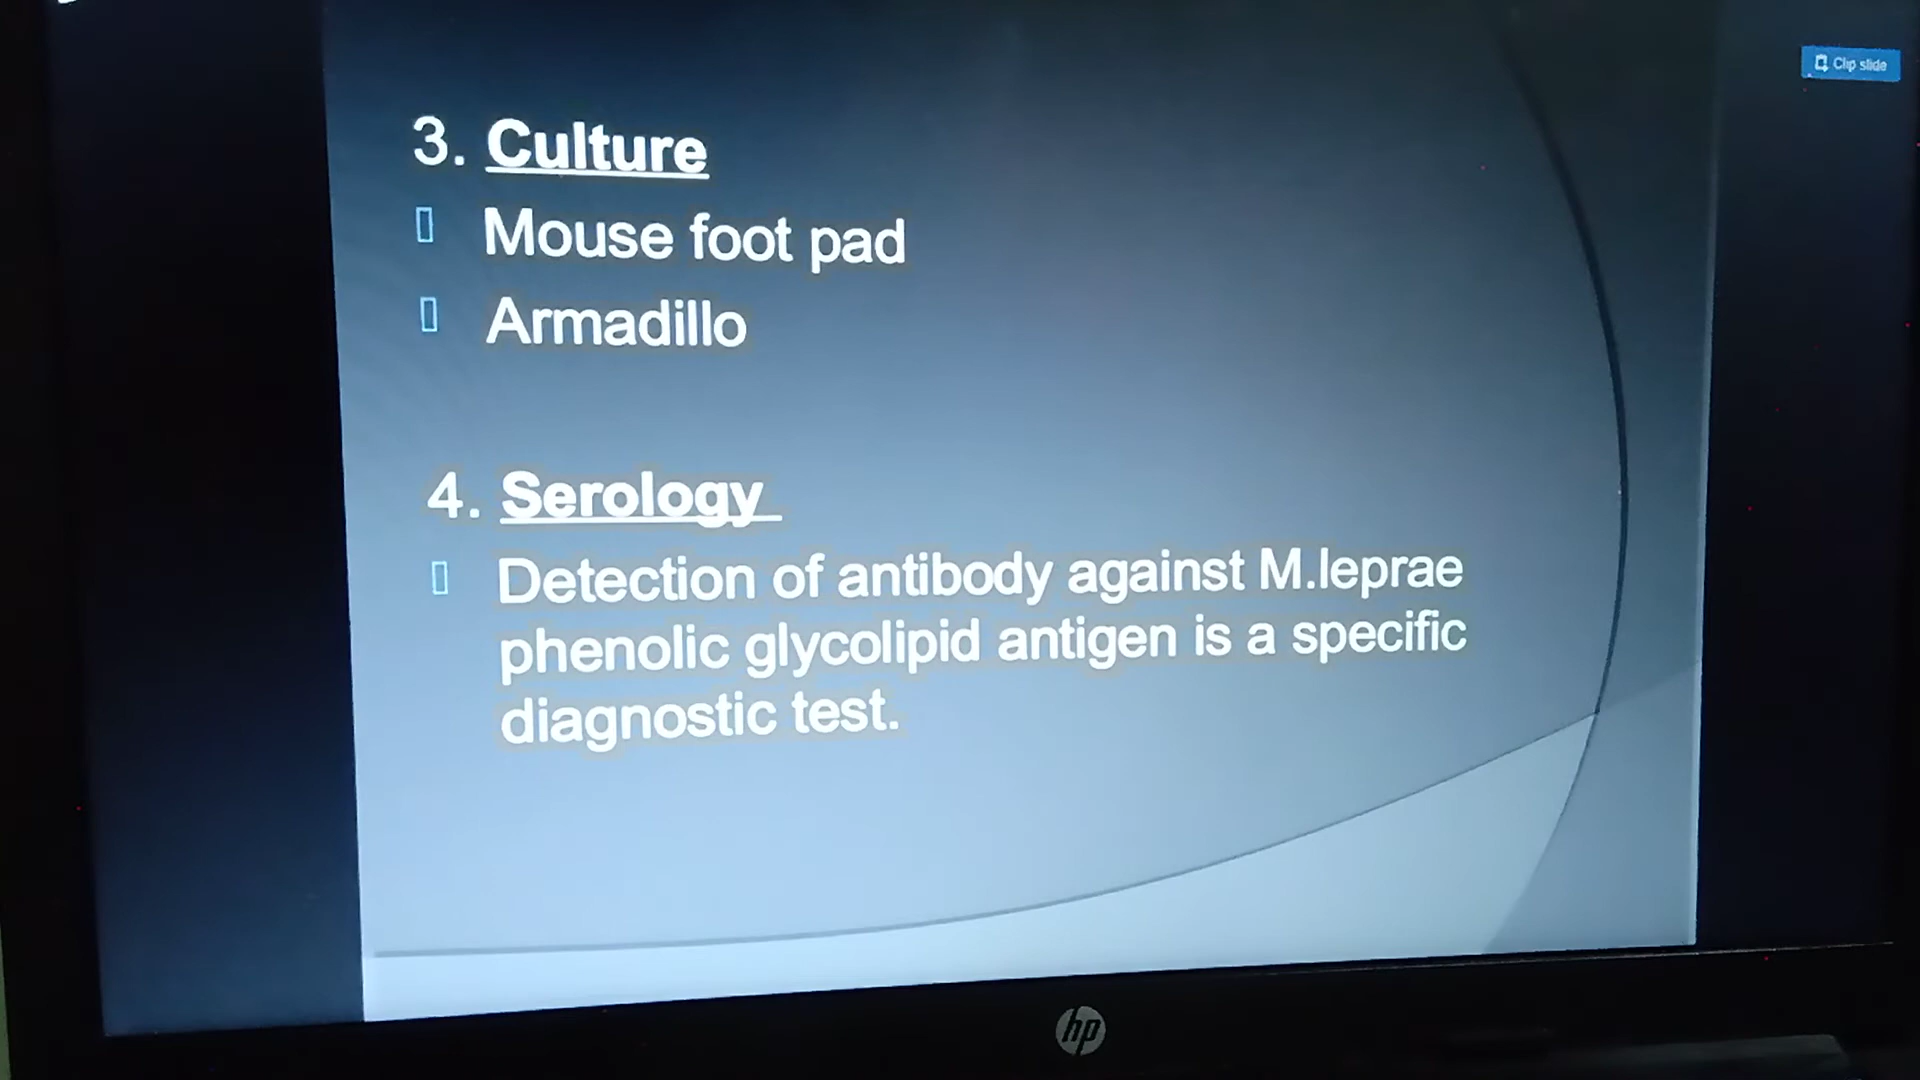 Clip slide
3. Culture
Mouse foot pad
Armadillo
4. Serology
Detection of antibody against M.leprae
phenolic glycolipid antigen is a specific
diagnostic test.
hp